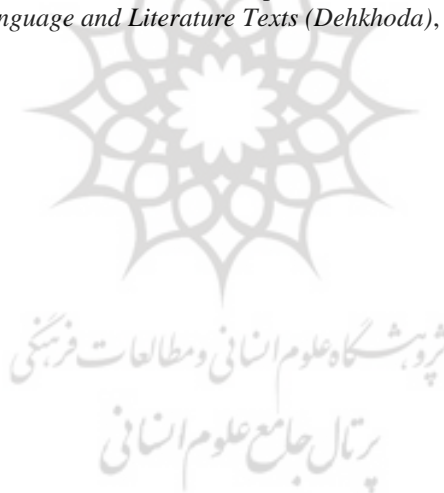 nguage and Literature Texts (Dehkhoda),
پژوهشگاه علوم انسانی و مطالعات فرهنگی
پرتال جامع علوم انسانی